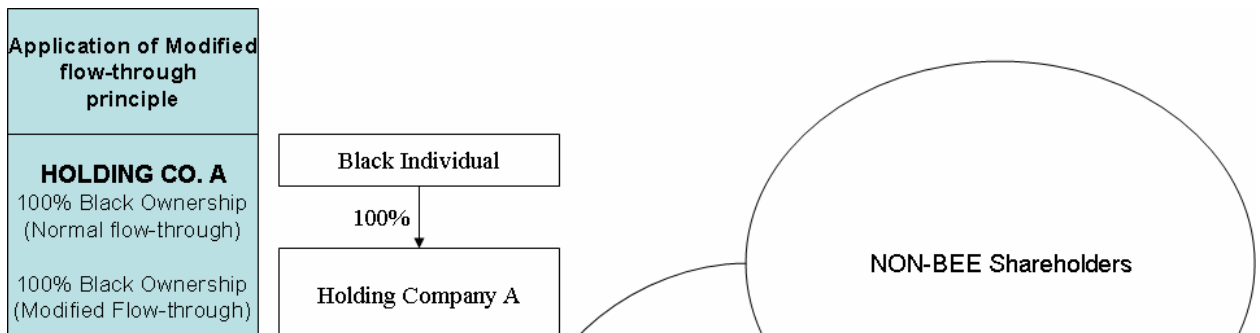 Application of Modified
flow-through
principle
HOLDING CO. A
100% Black Ownership
(Normal flow-through)
100% Black Ownership
(Modified Flow-through)
Black Individual
100%
Holding Company A
NON-BEE Shareholders